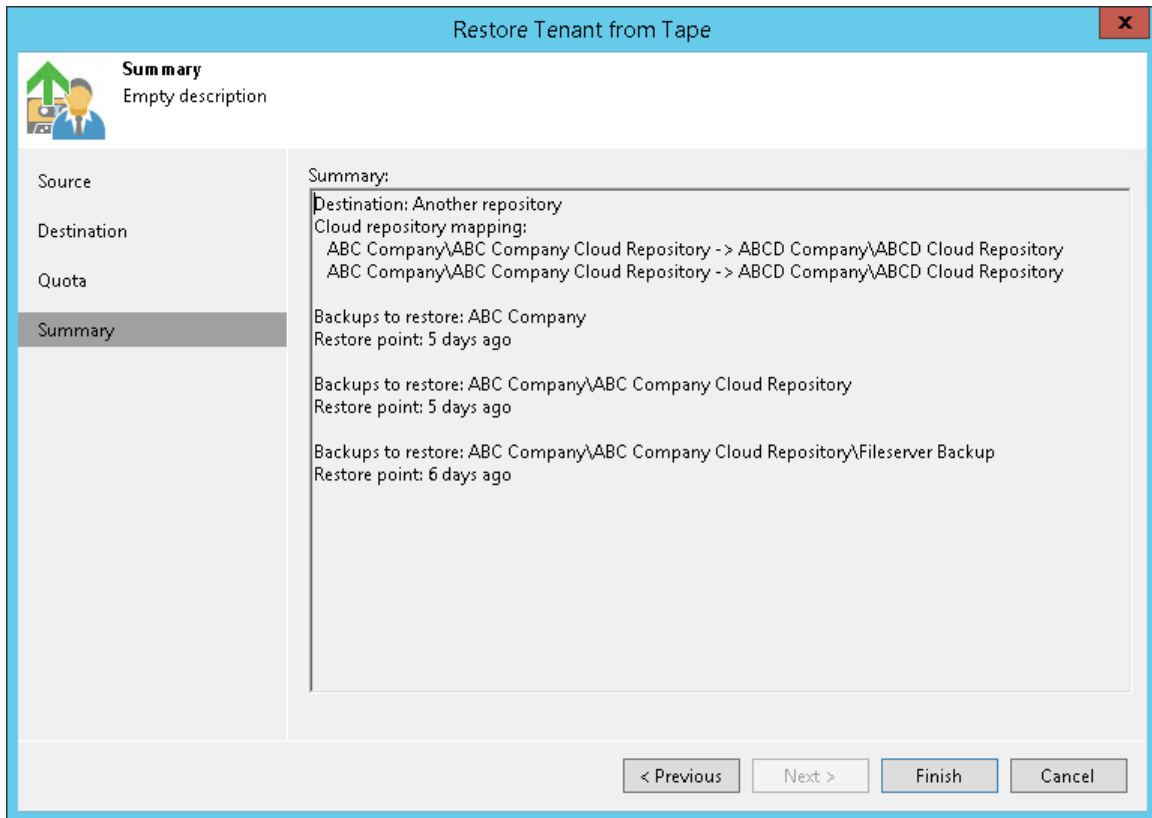 Restore Tenant from Tape
x
Summary
Empty description
Source
Destination
Quota
Summary
Summary:
Destination: Another repository
Cloud repository mapping:
ABC Company\ABC Company Cloud Repository -> ABCD Company\ABCD Cloud Repository
ABC Company\ABC Company Cloud Repository -> ABCD Company\ABCD Cloud Repository
Backups to restore: ABC Company
Restore point: 5 days ago
Backups to restore: ABC Company\ABC Company Cloud Repository
Restore point: 5 days ago
Backups to restore: ABC Company\ABC Company Cloud Repository\Fileserver Backup
Restore point: 6 days ago
< Previous
Next >
Finish
Cancel